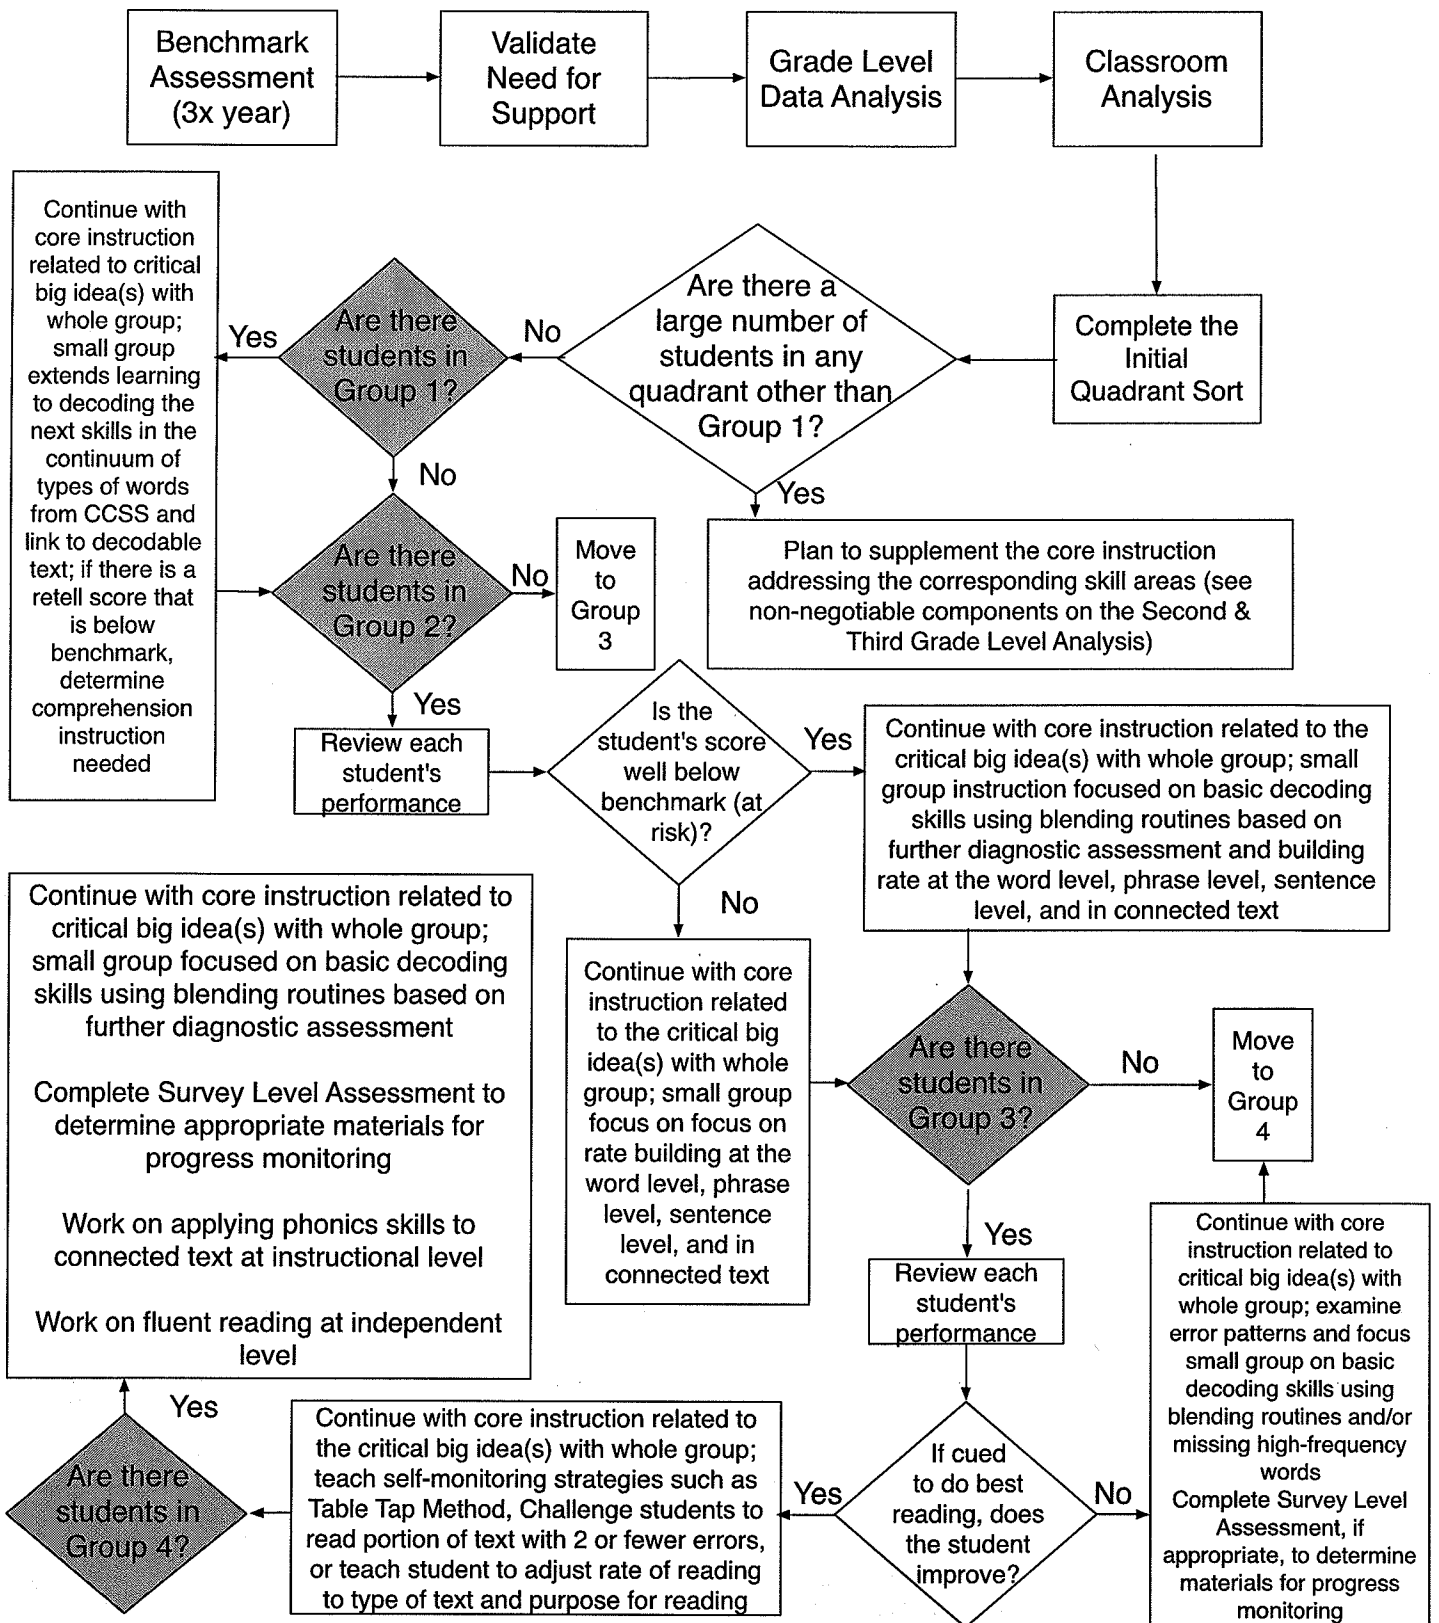 Benchmark
Assessment
(3x year)
Validate
Need for
Support
Grade Level
Data Analysis
Classroom
Analysis
Complete the
Initial
Quadrant Sort
Are there a
large number of
students in any
quadrant other than
Group 1?
No
Yes
Plan to supplement the core instruction
addressing the corresponding skill areas (see
non-negotiable components on the Second &
Third Grade Level Analysis)
Are there
students in
Group 1?
Yes
No
Continue with
core instruction
related to critical
big idea(s) with
whole group;
small group
extends learning
to decoding the
next skills in the
continuum of
types of words
from CCSS and
link to decodable
text; if there is a
retell score that
is below
benchmark,
determine
comprehension
instruction
needed
Are there
students in
Group 2?
No
Move
to
Group
3
Yes
Review each
student's
performance
Is the
student's score
well below
benchmark (at
risk)?
Yes
Continue with core instruction related to the
critical big idea(s) with whole group; small
group instruction focused on basic decoding
skills using blending routines based on
further diagnostic assessment and building
rate at the word level, phrase level, sentence
level, and in connected text
No
Continue with core
instruction related
to the critical big
idea(s) with whole
group; small group
focus on focus on
rate building at the
word level, phrase
level, sentence
level, and in
connected text
Are there
students in
Group 3?
No
Move
to
Group
4
Yes
Review each
student's
performance
If cued
to do best
reading, does
the student
improve?
No
Continue with core
instruction related to
critical big idea(s) with
whole group; examine
error patterns and focus
small group on basic
decoding skills using
blending routines and/or
missing high-frequency
words
Complete Survey Level
Assessment, if
appropriate, to determine
materials for progress
monitoring
Yes
Continue with core instruction related to
the critical big idea(s) with whole group;
teach self-monitoring strategies such as
Table Tap Method, Challenge students to
read portion of text with 2 or fewer errors,
or teach student to adjust rate of reading
to type of text and purpose for reading
Are there
students in
Group 4?
Yes
Continue with core instruction related to
critical big idea(s) with whole group;
small group focused on basic decoding
skills using blending routines based on
further diagnostic assessment
Complete Survey Level Assessment to
determine appropriate materials for
progress monitoring
Work on applying phonics skills to
connected text at instructional level
Work on fluent reading at independent
level